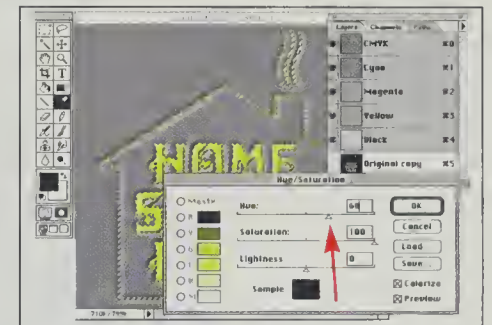 Layers Channels Paths
CMYK ⌘0
Cyan ⌘1
Magenta ⌘2
Yellow ⌘3
Black ⌘4
Original copy ⌘5
T
HOME
Hue/Saturation
Master
R
Y
G
C
B
M
Hue: 60
Saturation: 100
Lightness 0
Sample
OK
Cancel
Load
Save...
Colorize
Preview